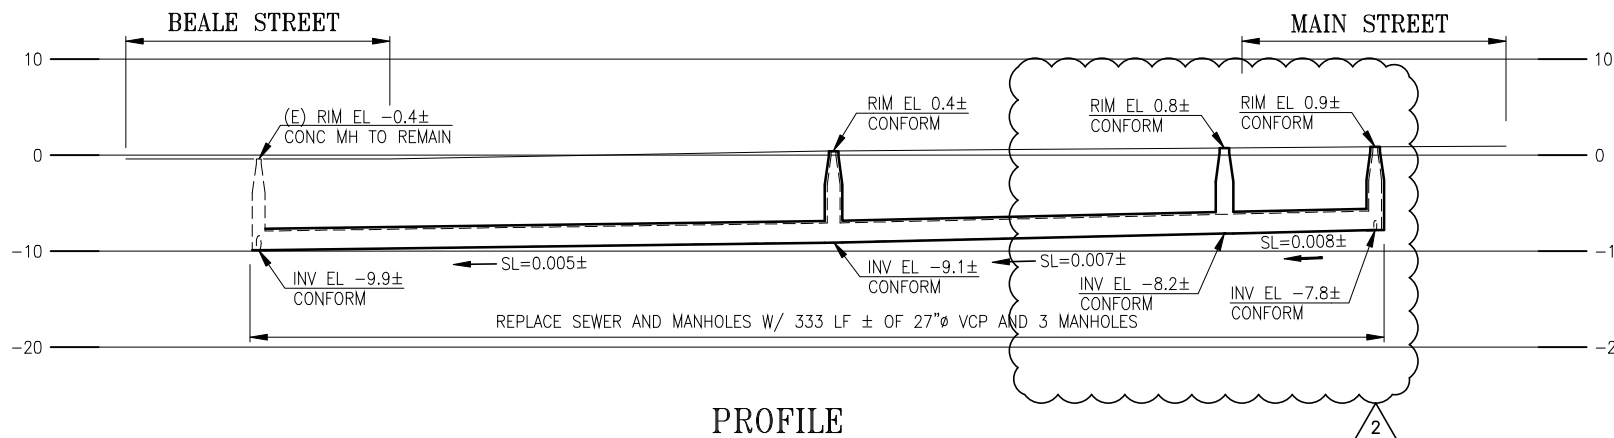 BEALE STREET
MAIN STREET
10
10
(E) RIM EL -0.4±
CONC MH TO REMAIN
RIM EL 0.4±
CONFORM
RIM EL 0.8±
CONFORM
RIM EL 0.9±
CONFORM
0
0
-10
-1
SL=0.005±
INV EL -9.9±
CONFORM
INV EL -9.1±
CONFORM
SL=0.007±
SL=0.008±
INV EL -8.2±
CONFORM
INV EL -7.8±
CONFORM
REPLACE SEWER AND MANHOLES W/ 333 LF ± OF 27"ø VCP AND 3 MANHOLES
-20
-2
PROFILE
2